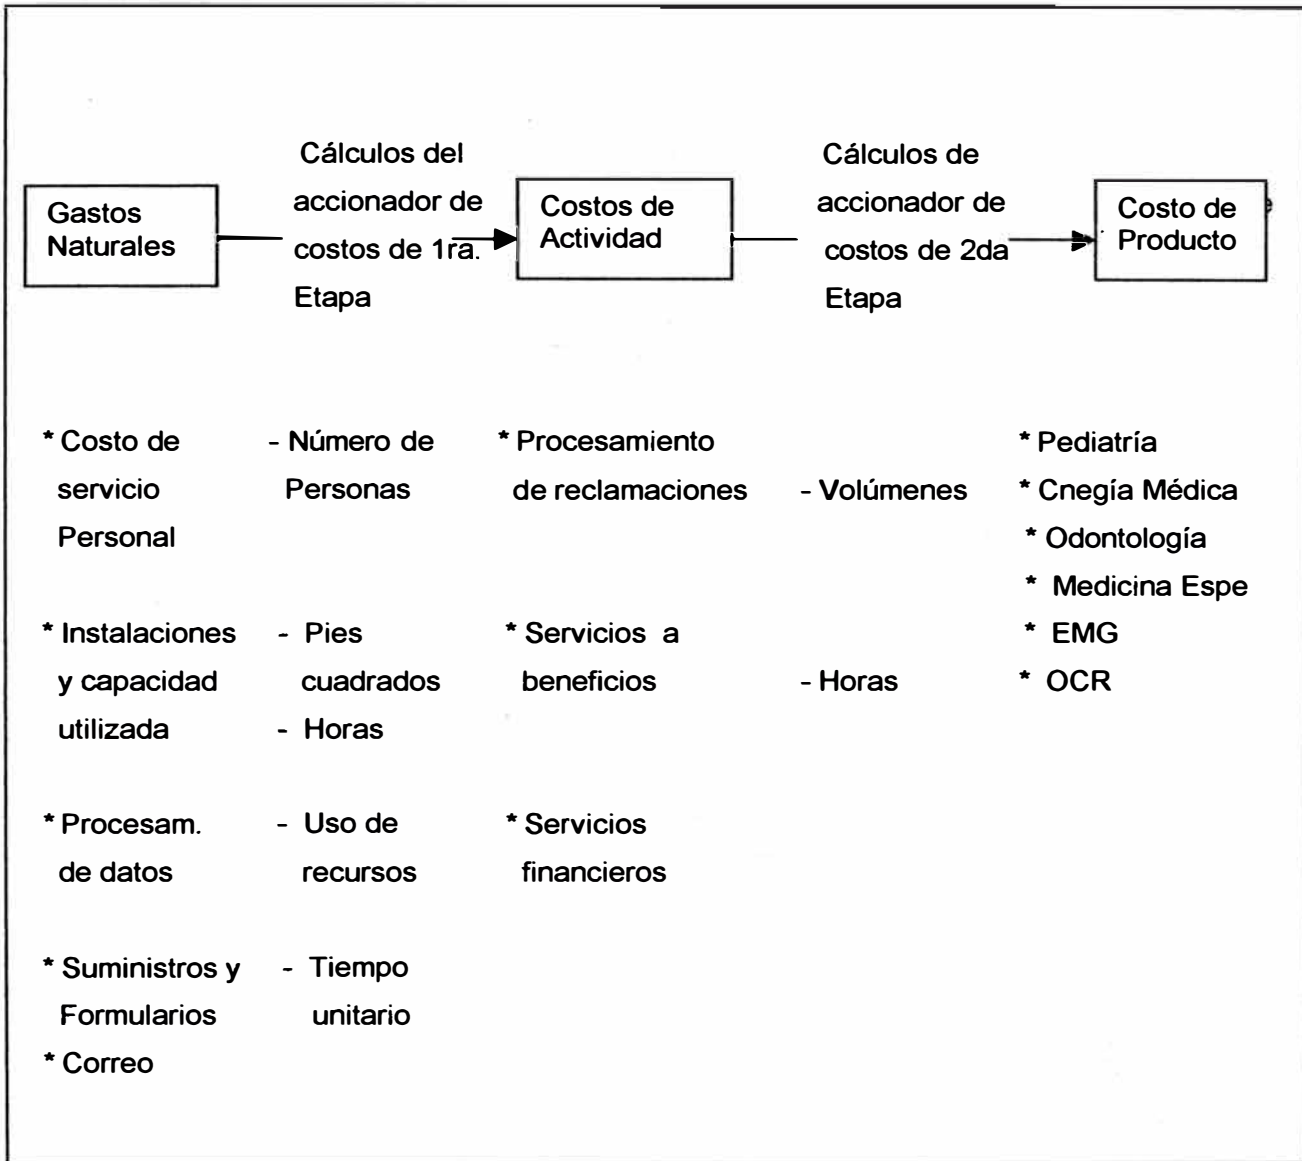 Gastos
Naturales
Cálculos del
accionador de
costos de 1ra.
Etapa
Costos de
Actividad
Cálculos de
accionador de
costos de 2da
Etapa
Costo de
Producto
* Costo de
servicio
Personal
* Instalaciones
y capacidad
utilizada
* Procesam.
de datos
* Suministros y
Formularios
* Correo
- Número de
Personas
- Pies
cuadrados
- Horas
- Uso de
recursos
- Tiempo
unitario
* Procesamiento
de reclamaciones
* Servicios a
beneficios
* Servicios
financieros
- Volúmenes
- Horas
* Pediatría
* Cnegía Médica
* Odontología
* Medicina Espe
* EMG
* OCR